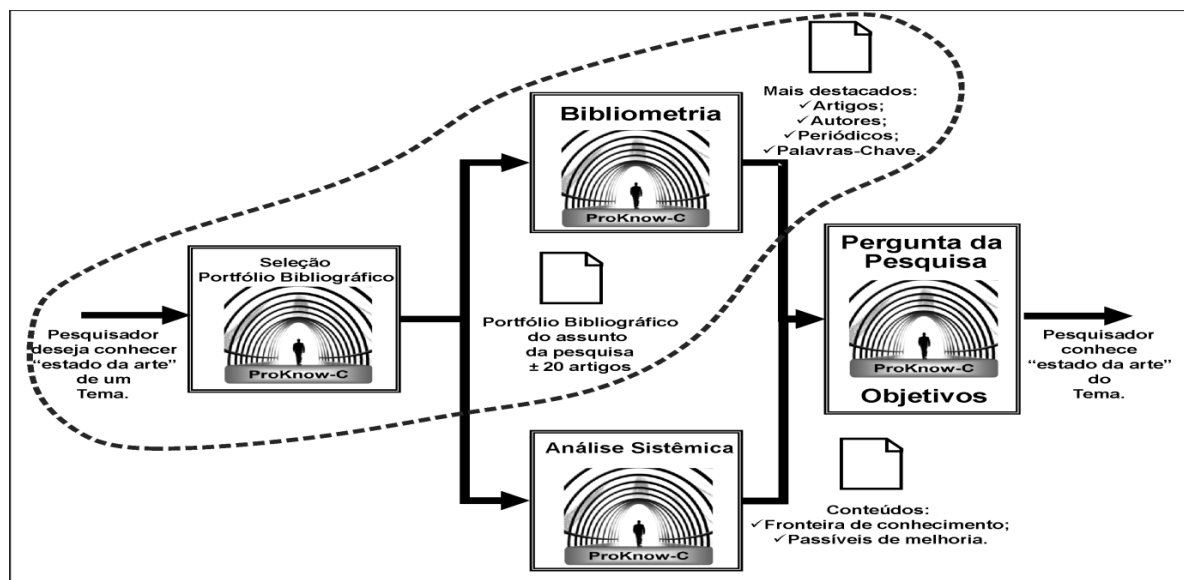 Pesquisador
deseja conhecer
“estado da arte”
de um
Tema.
Seleção
Portfólio Bibliográfico
ProKnow-C
Bibliometria
ProKnow-C
Mais destacados:
✓Artigos;
✓Autores;
✓Periódicos;
✓Palavras-Chave.
Portfólio Bibliográfico
do assunto
da pesquisa
± 20 artigos
Análise Sistêmica
ProKnow-C
Conteúdos:
✓Fronteira de conhecimento;
✓Passíveis de melhoria.
Pergunta da
Pesquisa
ProKnow-C
Objetivos
Pesquisador
conhece
“estado da arte”
do
Tema.